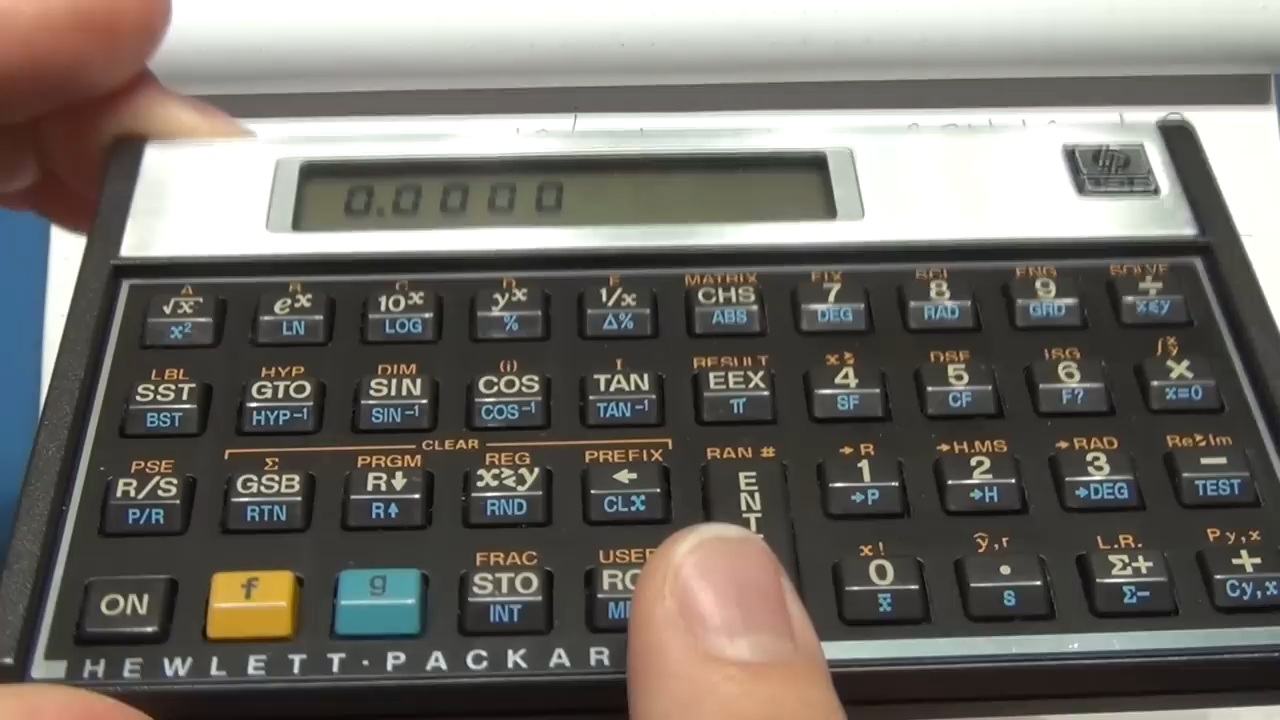 0.0000
hp
A B C D E MATRIX FIX SCI ENG SOLVE
√x eˣ 10ˣ yˣ 1/x CHS 7 8 9 ÷
x² LN LOG % Δ% ABS DEG RAD GRD x≤y
LBL HYP DIM (i) I RESULT x≷ DSE ISG ∫xy
SST GTO SIN COS TAN EEX 4 5 6 ×
BST HYP⁻¹ SIN⁻¹ COS⁻¹ TAN⁻¹ π SF CF F? x=0
CLEAR
PSE Σ PRGM REG PREFIX RAN # →R →H.MS →RAD Re≷Im
R/S GSB R↓ x≷y ← ENT 1 2 3 −
P/R RTN R↑ RND CLx →P →H →DEG TEST
FRAC USER x! ŷ,r L.R. Py,x
ON f g STO 0 . Σ+ +
INT x̄ s Σ− Cy,x
HEWLETT·PACKAR